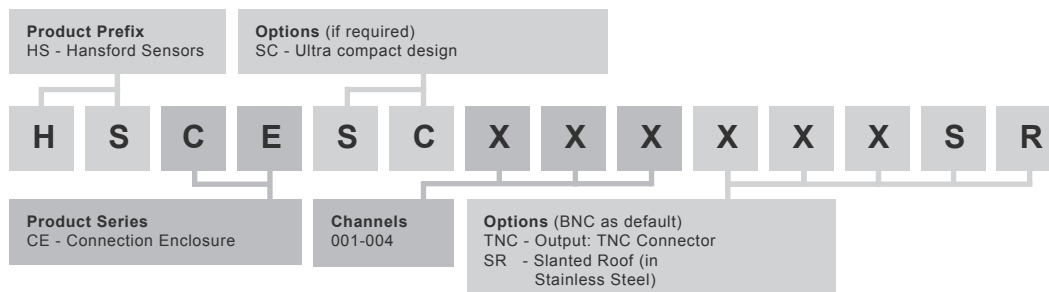 Product Prefix
HS - Hansford Sensors
Options (if required)
SC - Ultra compact design
H S C E S C X X X X X X S R
Product Series
CE - Connection Enclosure
Channels
001-004
Options (BNC as default)
TNC - Output: TNC Connector
SR - Slanted Roof (in
Stainless Steel)